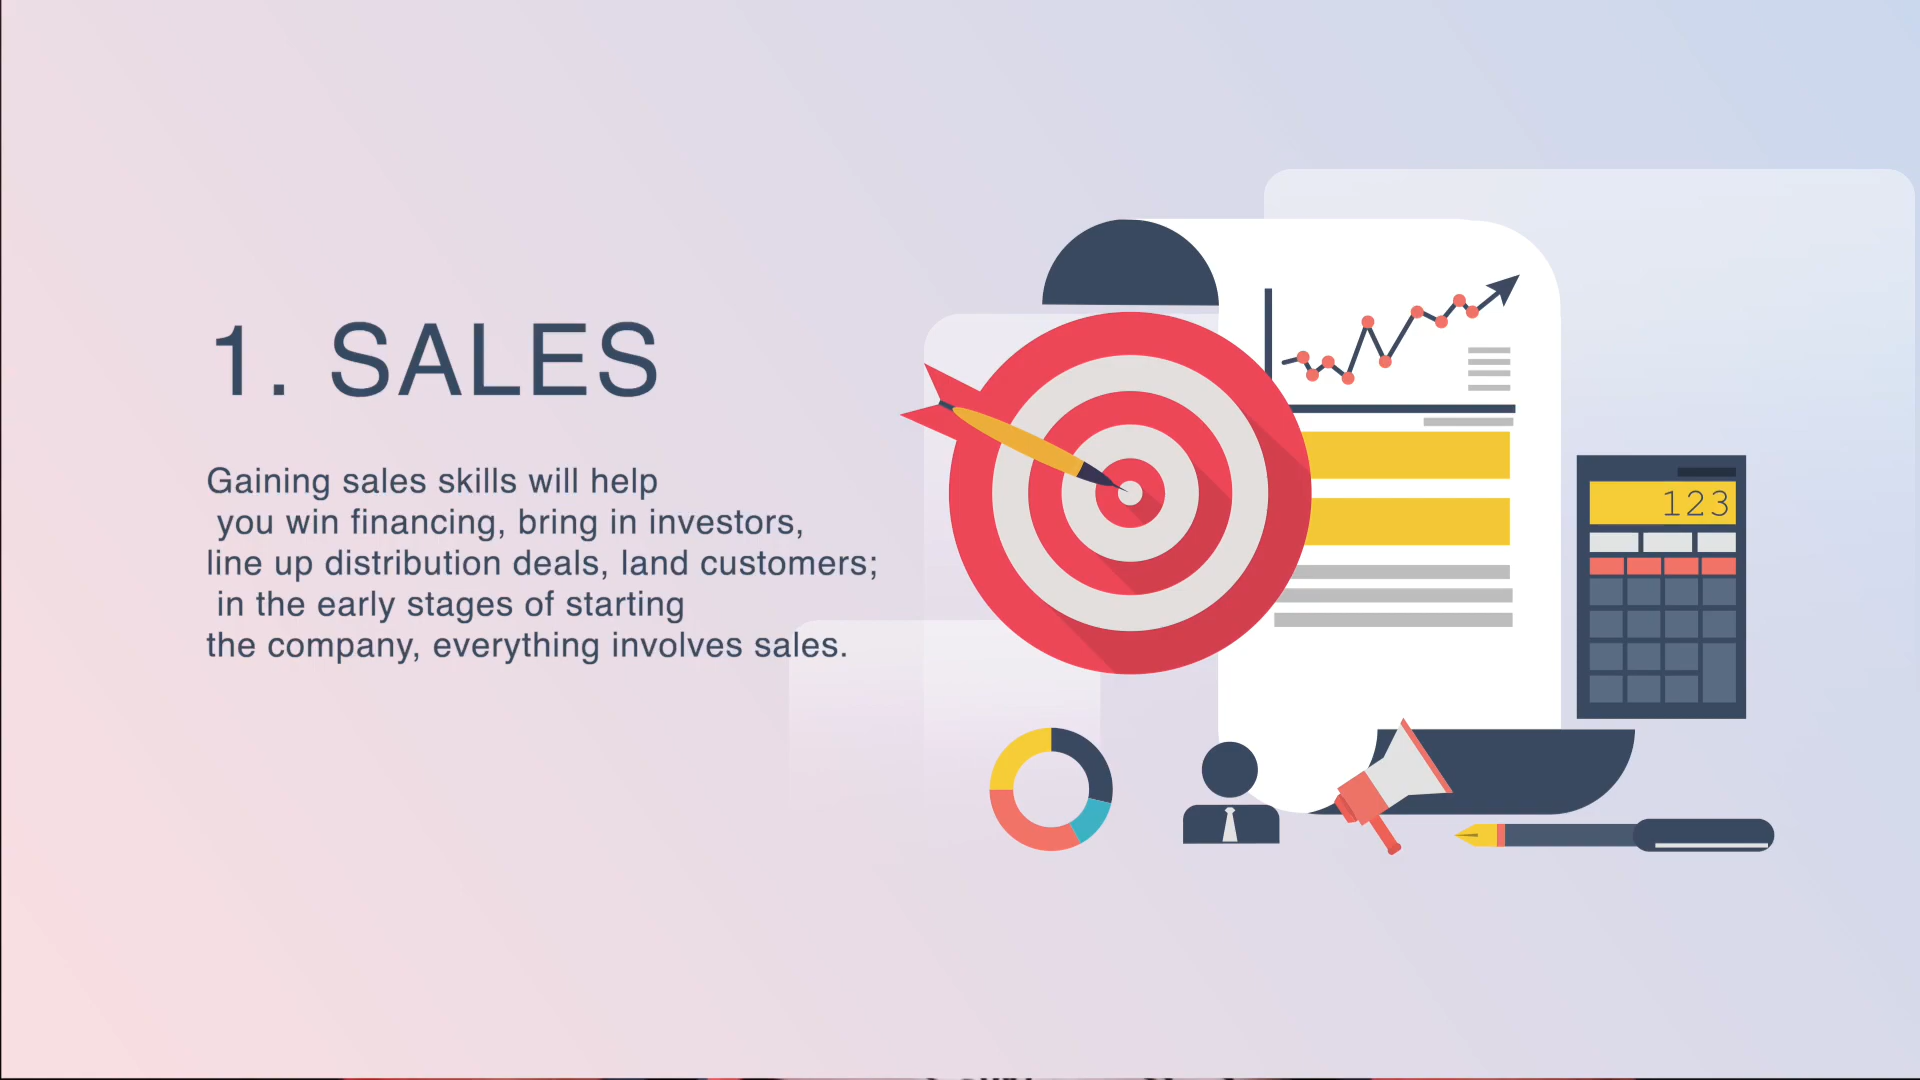 1. SALES
Gaining sales skills will help
you win financing, bring in investors,
line up distribution deals, land customers;
in the early stages of starting
the company, everything involves sales.
123